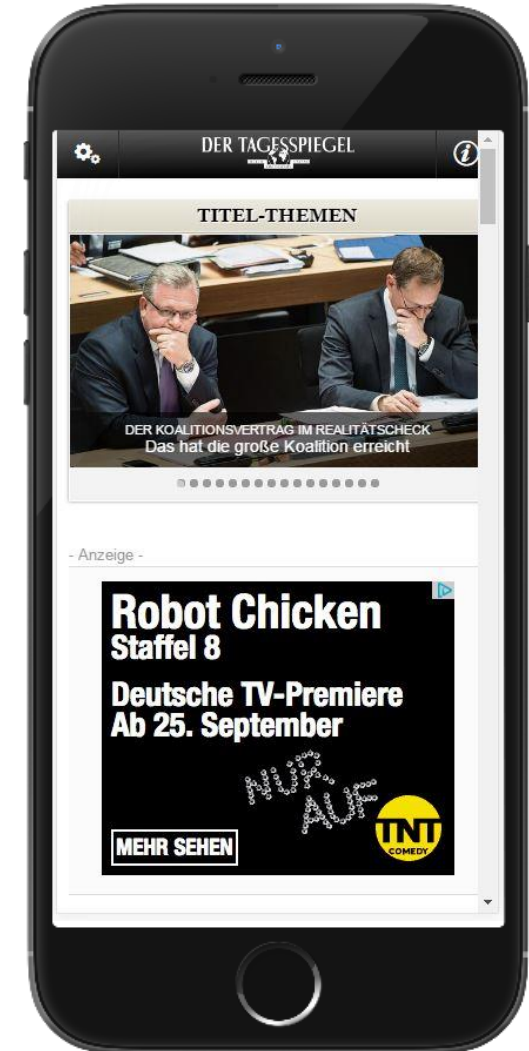 DER TAGESSPIEGEL
TITEL-THEMEN
DER KOALITIONSVERTRAG IM REALITÄTSCHECK
Das hat die große Koalition erreicht
- Anzeige -
Robot Chicken
Staffel 8
Deutsche TV-Premiere
Ab 25. September
NUR
AUF
TNT
COMEDY
MEHR SEHEN